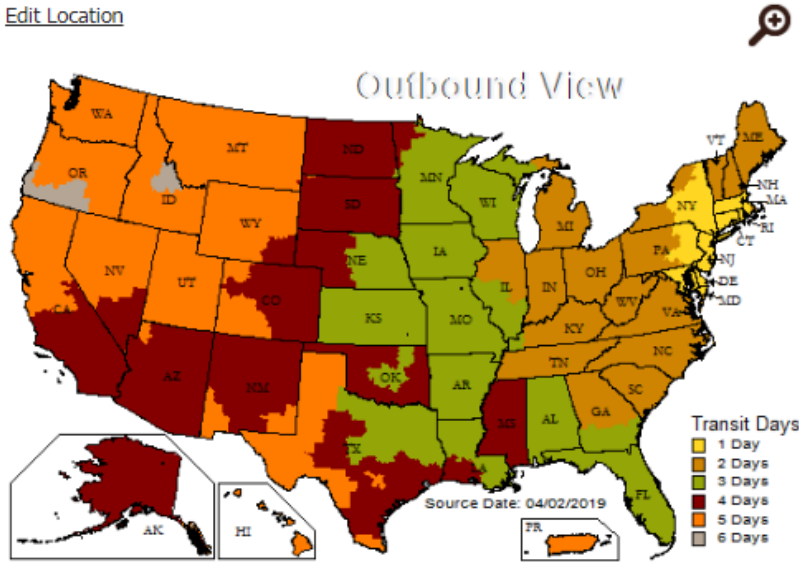 Edit Location
Outbound View
WA
MT
ND
OR
ID
SD
MN
WI
WY
NE
IA
NV
UT
CO
KS
MO
IL
IN
OH
MI
PA
NY
VT
ME
NH
MA
RI
CT
NJ
DE
MD
WV
VA
KY
NC
TN
SC
CA
AZ
NM
OK
AR
MS
AL
GA
TX
A
FL
AK
HI
PR
Source Date: 04/02/2019
Transit Days
1 Day
2 Days
3 Days
4 Days
5 Days
6 Days